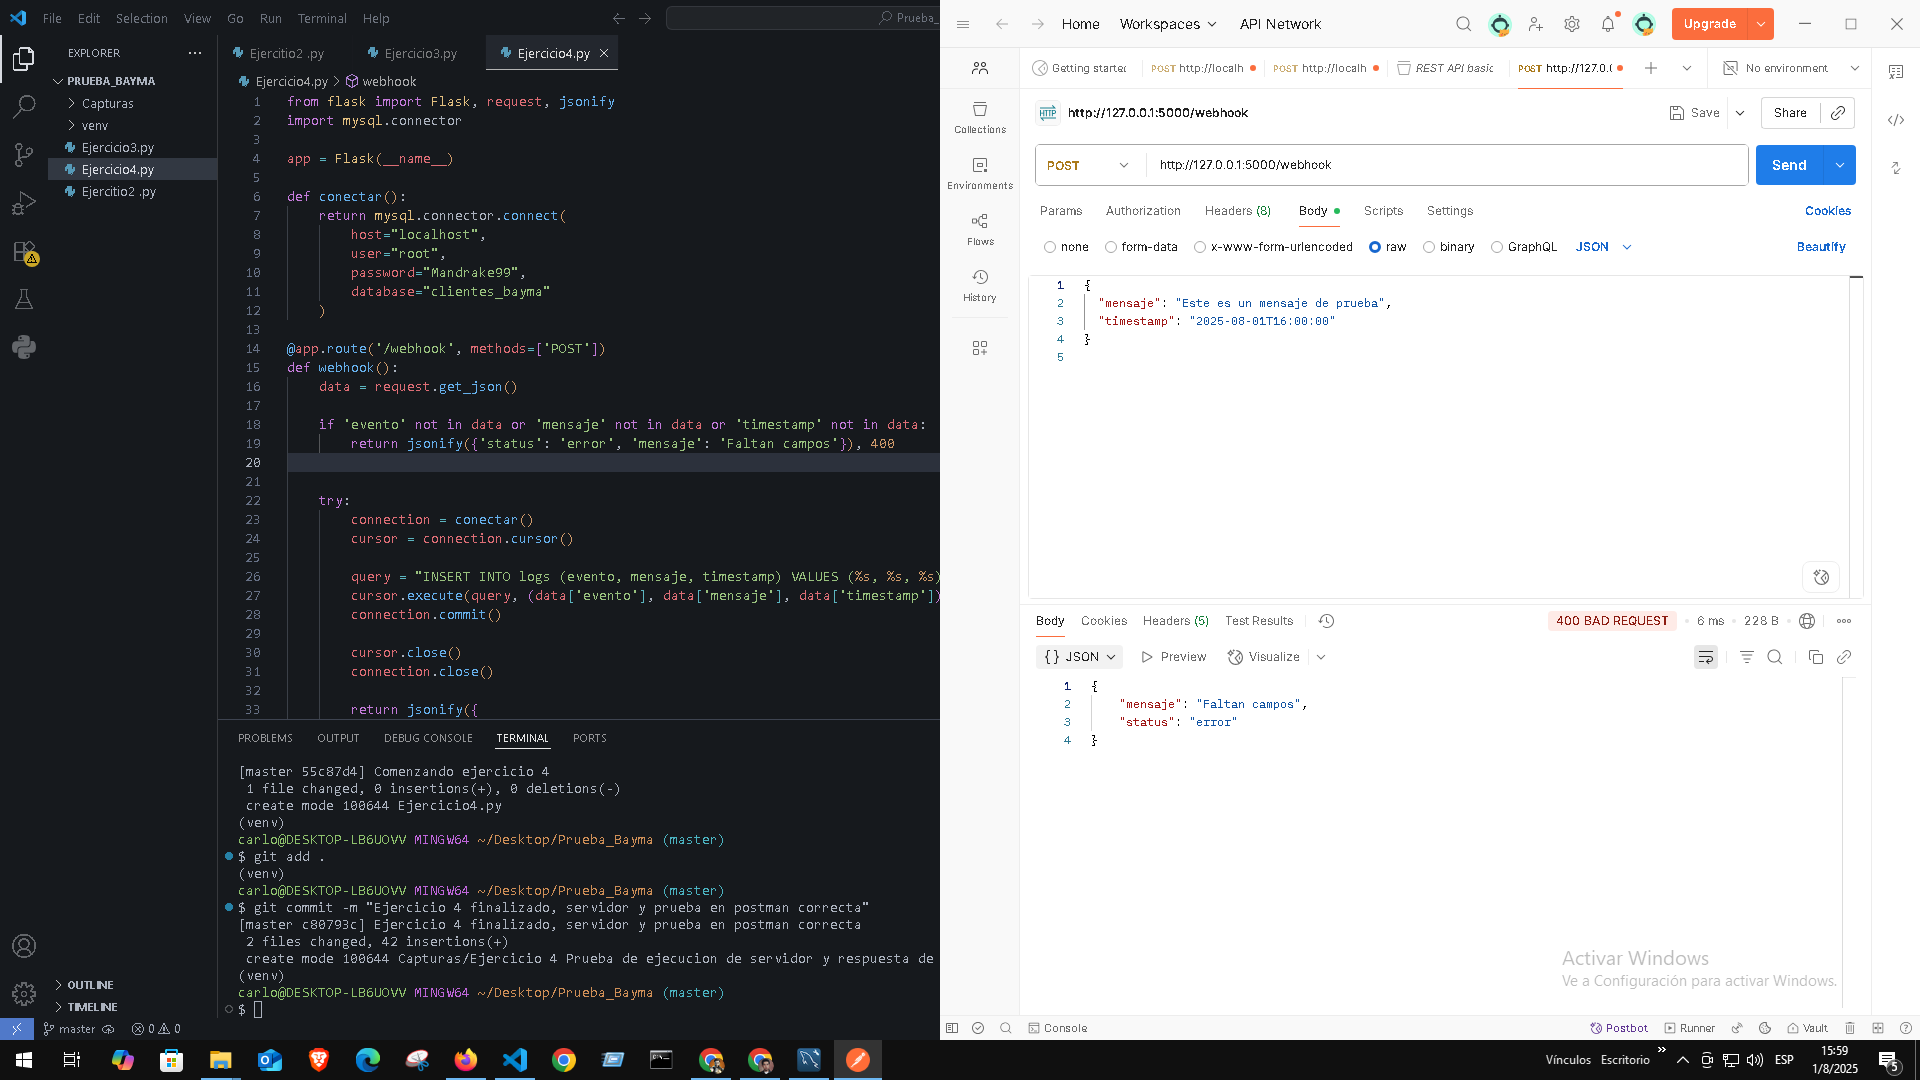 File Edit Selection View Go Run Terminal Help
Prueba_
EXPLORER
PRUEBA_BAYMA
Capturas
venv
Ejercicio3.py
Ejercicio4.py
Ejercitio2 .py
OUTLINE
TIMELINE
Ejercitio2 .py Ejercicio3.py Ejercicio4.py
Ejercicio4.py > webhook
1 from flask import Flask, request, jsonify
2 import mysql.connector
3
4 app = Flask(__name__)
5
6 def conectar():
7 return mysql.connector.connect(
8 host="localhost",
9 user="root",
10 password="Mandrake99",
11 database="clientes_bayma"
12 )
13
14 @app.route('/webhook', methods=['POST'])
15 def webhook():
16 data = request.get_json()
17
18 if 'evento' not in data or 'mensaje' not in data or 'timestamp' not in data:
19 return jsonify({'status': 'error', 'mensaje': 'Faltan campos'}), 400
20
21
22 try:
23 connection = conectar()
24 cursor = connection.cursor()
25
26 query = "INSERT INTO logs (evento, mensaje, timestamp) VALUES (%s, %s, %s)
27 cursor.execute(query, (data['evento'], data['mensaje'], data['timestamp'])
28 connection.commit()
29
30 cursor.close()
31 connection.close()
32
33 return jsonify({
PROBLEMS OUTPUT DEBUG CONSOLE TERMINAL PORTS
[master 55c87d4] Comenzando ejercicio 4
1 file changed, 0 insertions(+), 0 deletions(-)
create mode 100644 Ejercicio4.py
(venv)
carlo@DESKTOP-LB6UOVV MINGW64 ~/Desktop/Prueba_Bayma (master)
$ git add .
(venv)
carlo@DESKTOP-LB6UOVV MINGW64 ~/Desktop/Prueba_Bayma (master)
$ git commit -m "Ejercicio 4 finalizado, servidor y prueba en postman correcta"
[master c80793c] Ejercicio 4 finalizado, servidor y prueba en postman correcta
2 files changed, 42 insertions(+)
create mode 100644 Capturas/Ejercicio 4 Prueba de ejecucion de servidor y respuesta de
(venv)
carlo@DESKTOP-LB6UOVV MINGW64 ~/Desktop/Prueba_Bayma (master)
$
master 0 0
Home Workspaces API Network Upgrade
Getting starte POST http://localh POST http://localh REST API basic POST http://127.0.( No environment
Collections
Environments
Flows
History
HTTP http://127.0.0.1:5000/webhook Save Share
POST http://127.0.0.1:5000/webhook Send
Params Authorization Headers (8) Body Scripts Settings Cookies
none form-data x-www-form-urlencoded raw binary GraphQL JSON Beautify
1 {
2 "mensaje": "Este es un mensaje de prueba",
3 "timestamp": "2025-08-01T16:00:00"
4 }
5
Body Cookies Headers (5) Test Results 400 BAD REQUEST 6 ms 228 B
{} JSON Preview Visualize
1 {
2 "mensaje": "Faltan campos",
3 "status": "error"
4 }
Activar Windows
Ve a Configuración para activar Windows.
Console Postbot Runner Vault
Vínculos Escritorio » ESP 15:59
1/8/2025
5